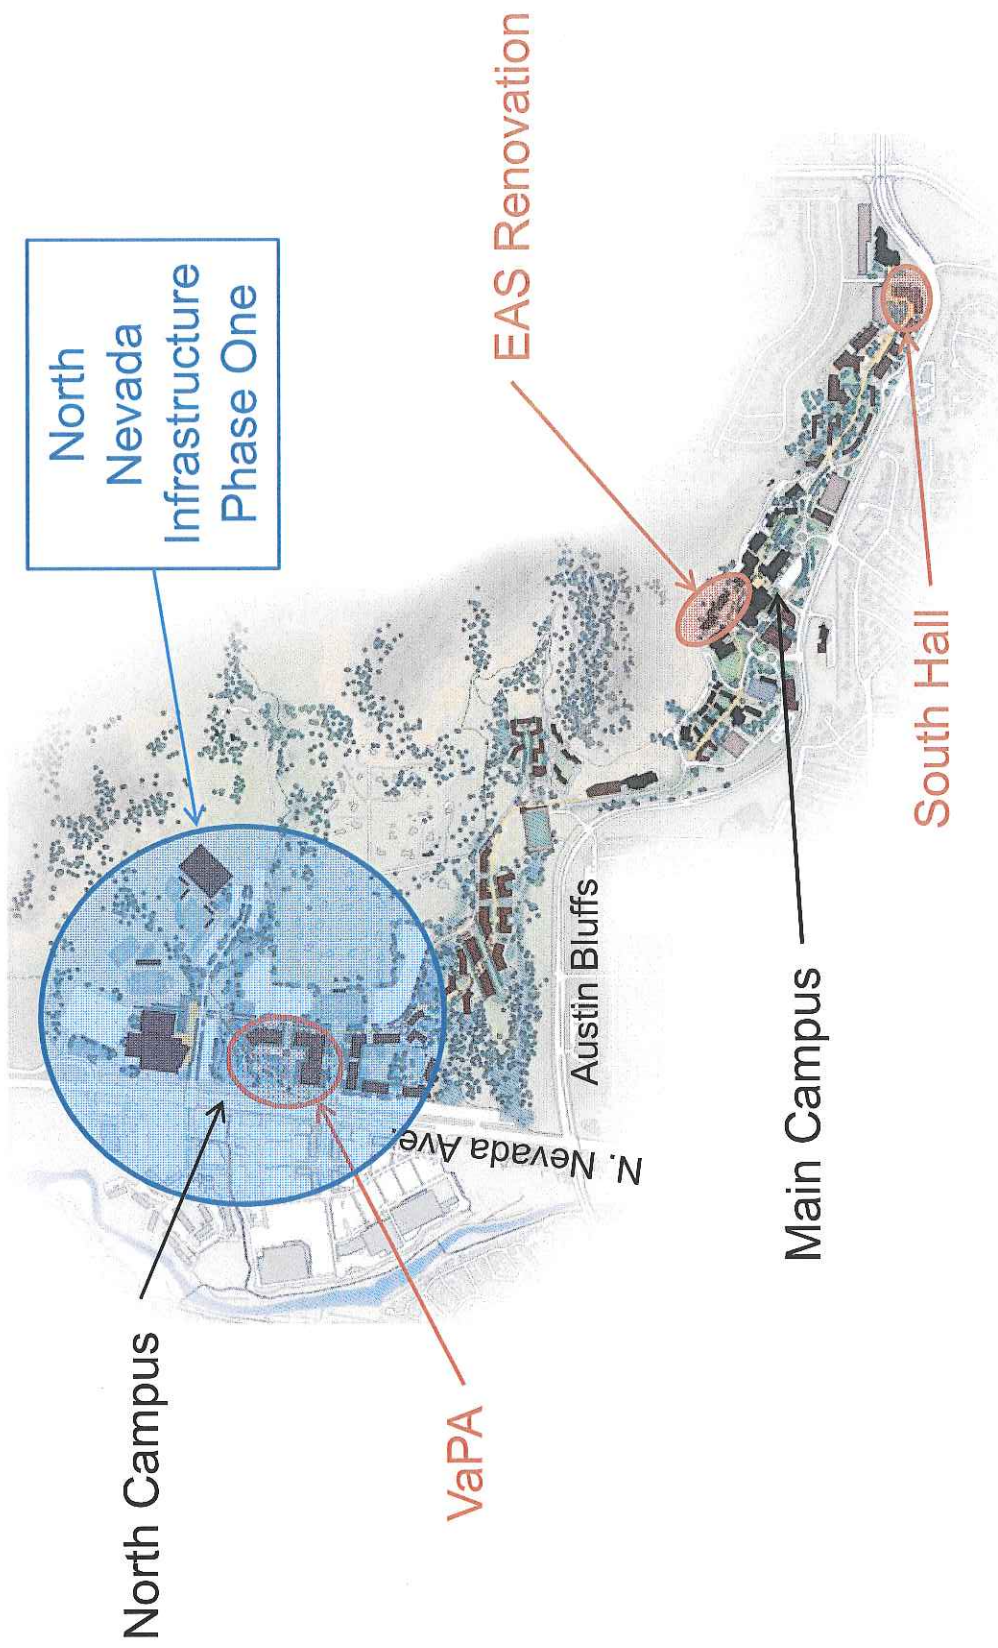 North
Nevada
Infrastructure
Phase One
North Campus
VaPA
N. Nevada Ave.
Austin Bluffs
EAS Renovation
Main Campus
South Hall